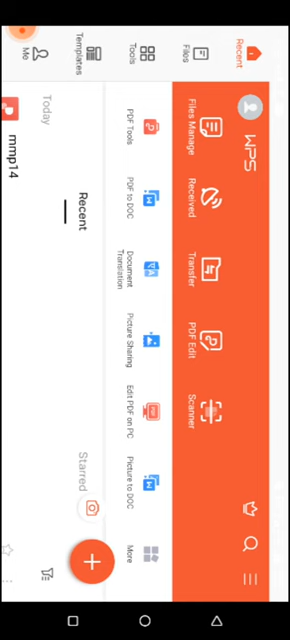 WPS
Files Manage
Received
Transfer
PDF Edit
Scanner
PDF Tools
PDF to DOC
Document
Translation
Picture Sharing
Edit PDF on PC
Picture to DOC
More
Recent
Starred
Today
mmp14
Recent
Files
Tools
Templates
Me